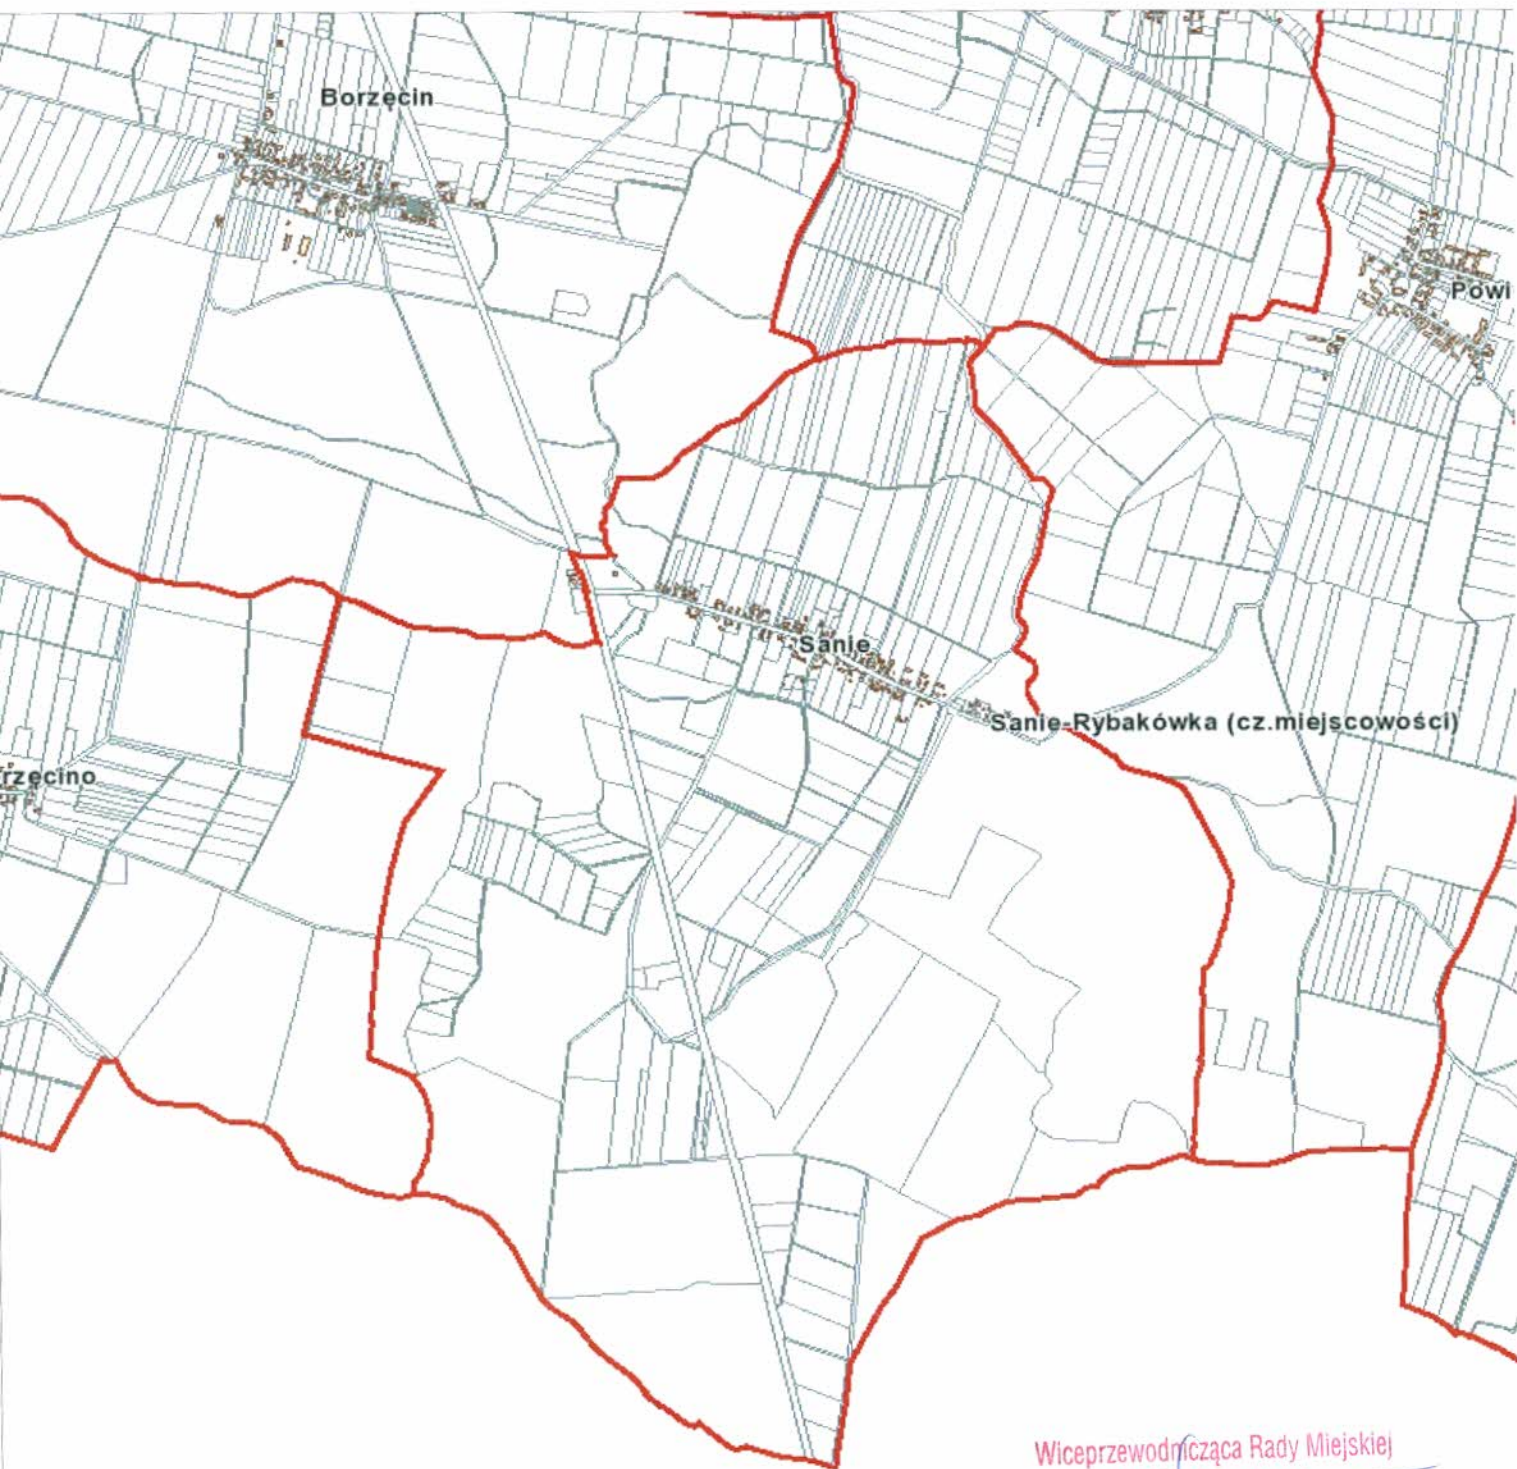 Borzęcin
Powi
Sanie
Sanie-Rybakówka (cz.miejscowości)
rzęcino
Wiceprzewodnicząca Rady Miejskiej